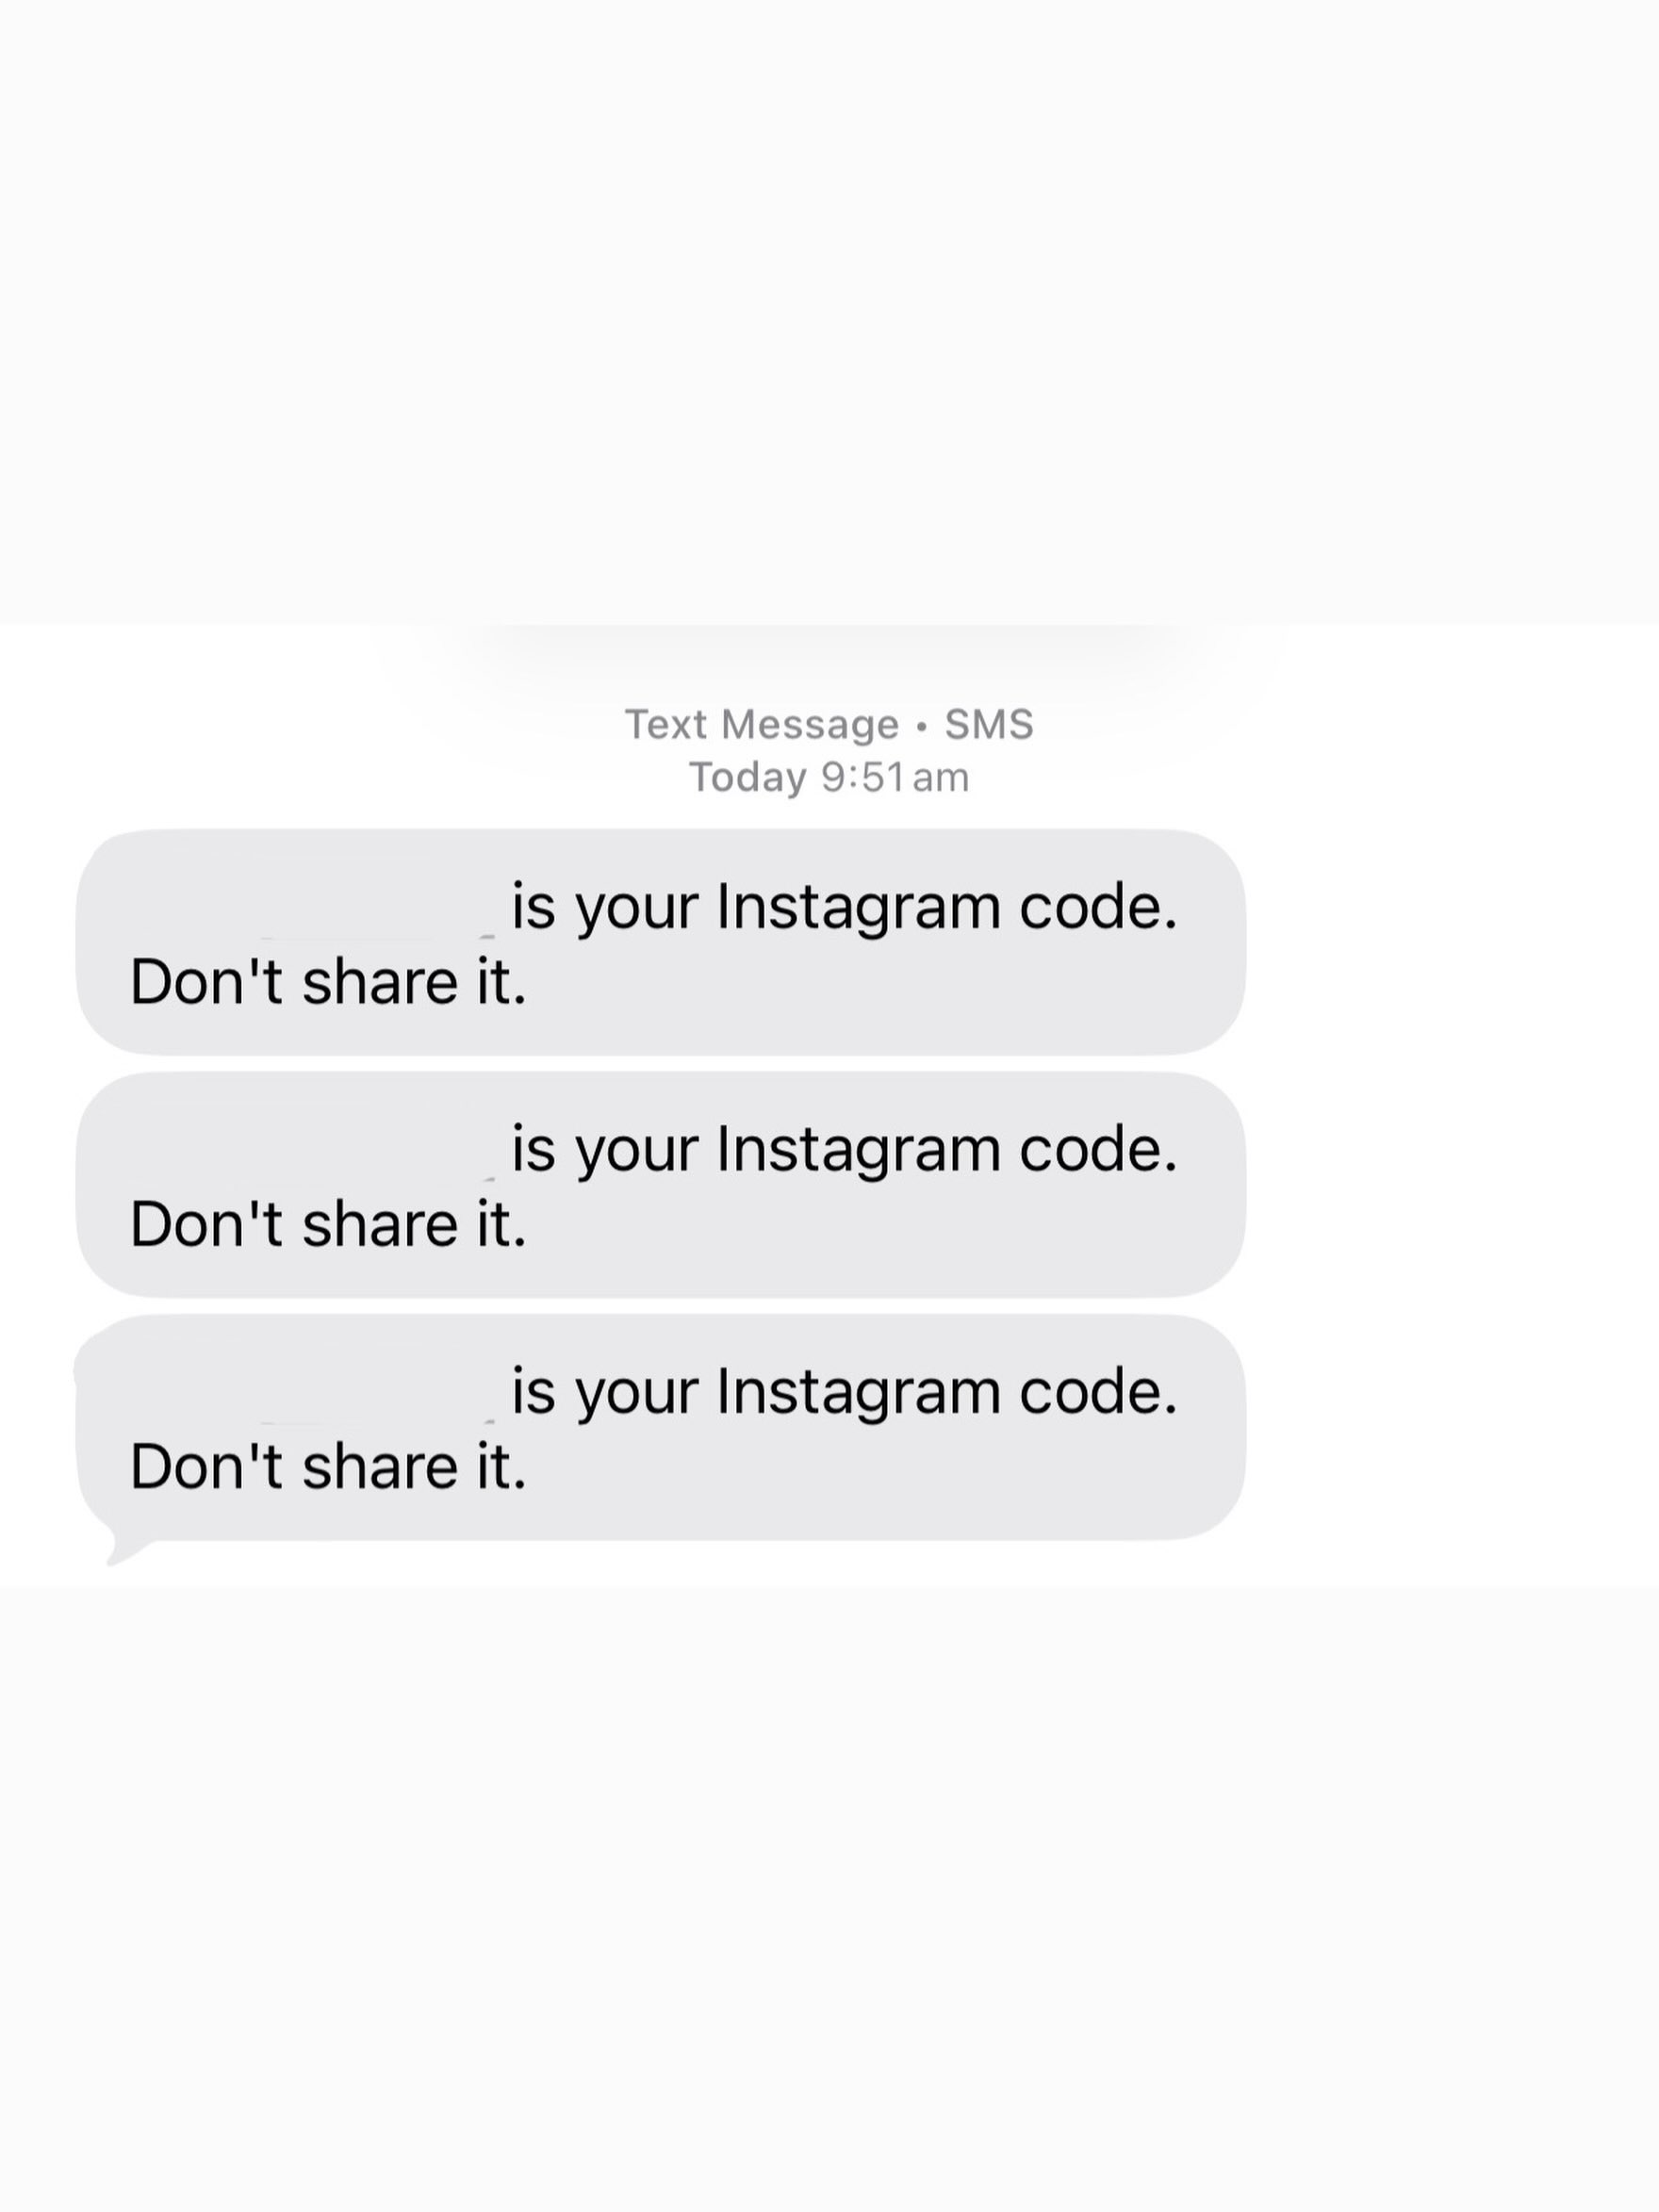 Text Message • SMS
Today 9:51 am
is your Instagram code.
Don't share it.
is your Instagram code.
Don't share it.
is your Instagram code.
Don't share it.